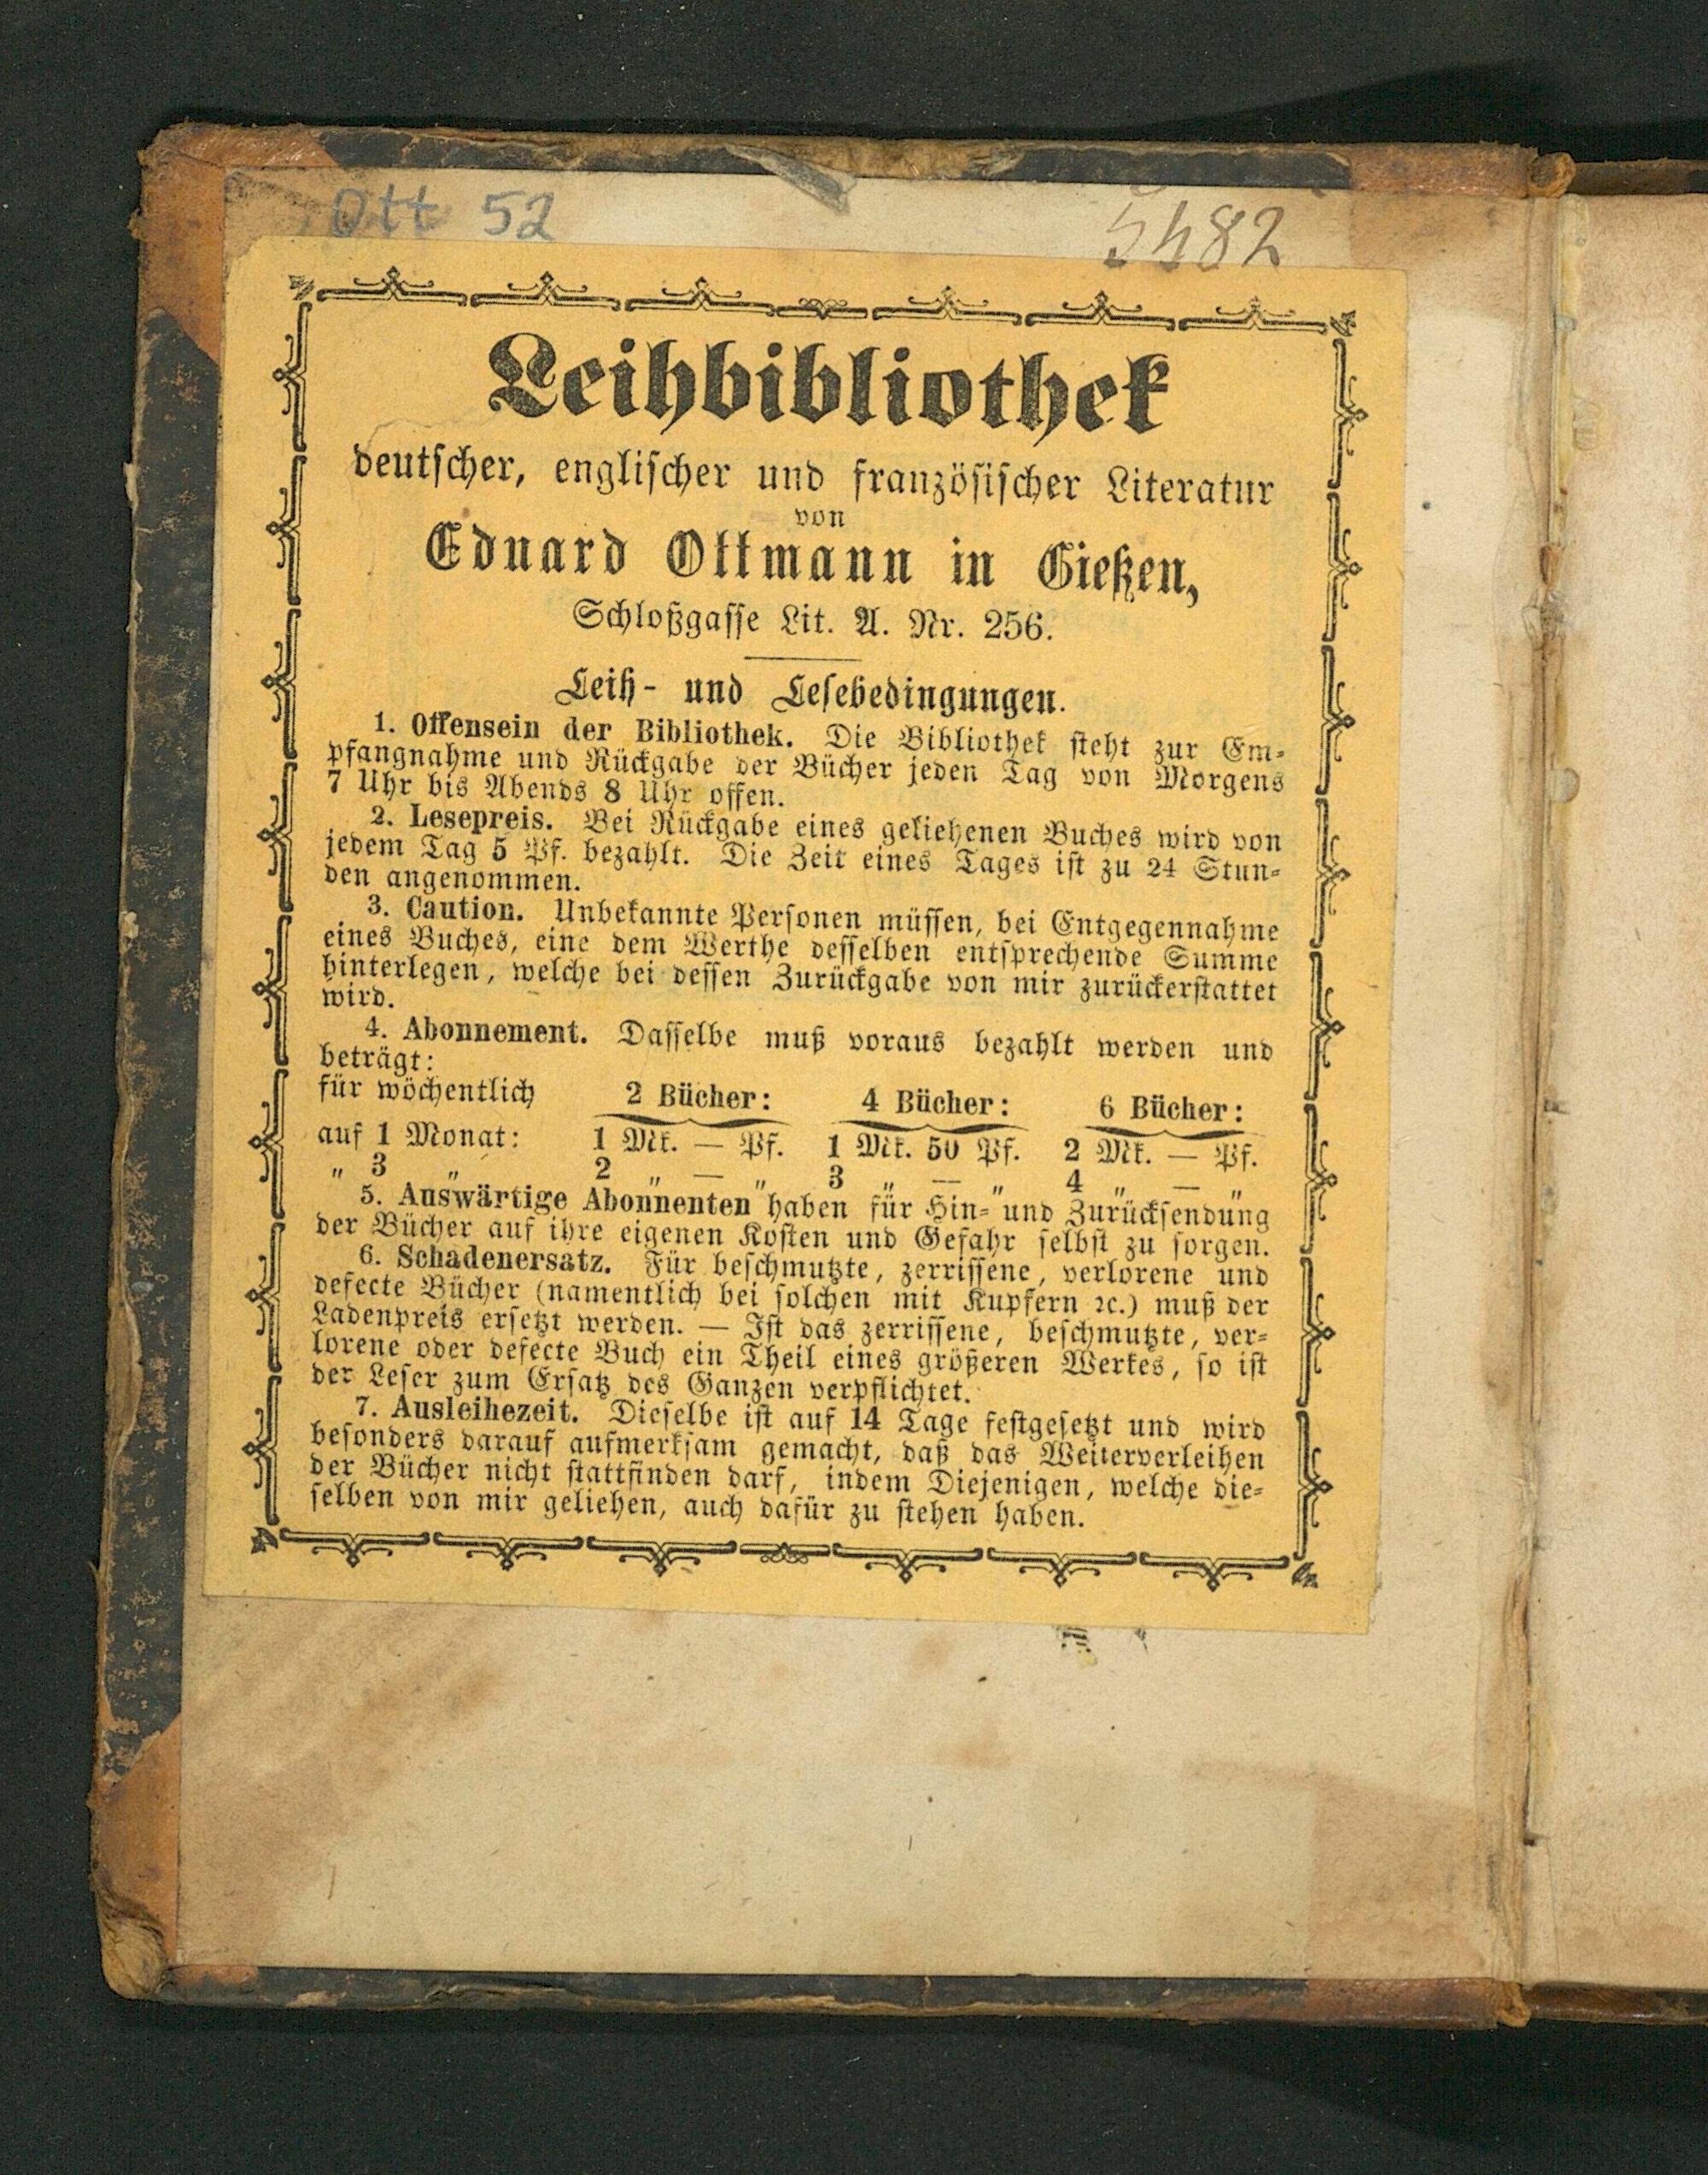 Ott 52
5482
Leihbibliothek
deutscher, englischer und französischer Literatur
von
Eduard Ottmann in Gießen,
Schloßgasse Lit. A. Nr. 256.
Leih- und Lesebedingungen.
1. Offensein der Bibliothek. Die Bibliothek steht zur Em-
pfangnahme und Rückgabe der Bücher jeden Tag von Morgens
7 Uhr bis Abends 8 Uhr offen.
2. Lesepreis. Bei Rückgabe eines geliehenen Buches wird von
jedem Tag 5 Pf. bezahlt. Die Zeit eines Tages ist zu 24 Stun-
den angenommen.
3. Caution. Unbekannte Personen müssen, bei Entgegennahme
eines Buches, eine dem Werthe desselben entsprechende Summe
hinterlegen, welche bei dessen Zurückgabe von mir zurückerstattet
wird.
4. Abonnement. Dasselbe muß voraus bezahlt werden und
beträgt:
für wöchentlich 2 Bücher: 4 Bücher: 6 Bücher:
auf 1 Monat: 1 Mk. — Pf. 1 Mk. 50 Pf. 2 Mk. — Pf.
„ 3 „ 2 „ — „ 3 „ — „ 4 „ — „
5. Auswärtige Abonnenten haben für Hin- und Zurücksendung
der Bücher auf ihre eigenen Kosten und Gefahr selbst zu sorgen.
6. Schadenersatz. Für beschmutzte, zerrissene, verlorene und
defecte Bücher (namentlich bei solchen mit Kupfern ꝛc.) muß der
Ladenpreis ersetzt werden. — Ist das zerrissene, beschmutzte, ver-
lorene oder defecte Buch ein Theil eines größeren Werkes, so ist
der Leser zum Ersatz des Ganzen verpflichtet.
7. Ausleihezeit. Dieselbe ist auf 14 Tage festgesetzt und wird
besonders darauf aufmerksam gemacht, daß das Weiterverleihen
der Bücher nicht stattfinden darf, indem Diejenigen, welche die-
selben von mir geliehen, auch dafür zu stehen haben.